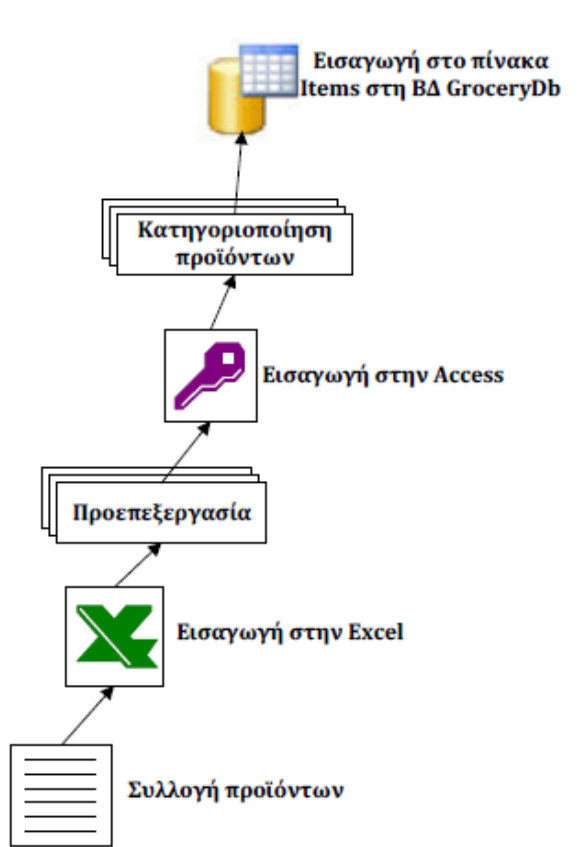 Εισαγωγή στο πίνακα
Items στη ΒΔ GroceryDb
Κατηγοριοποίηση
προϊόντων
Εισαγωγή στην Access
Προεπεξεργασία
Εισαγωγή στην Excel
Συλλογή προϊόντων